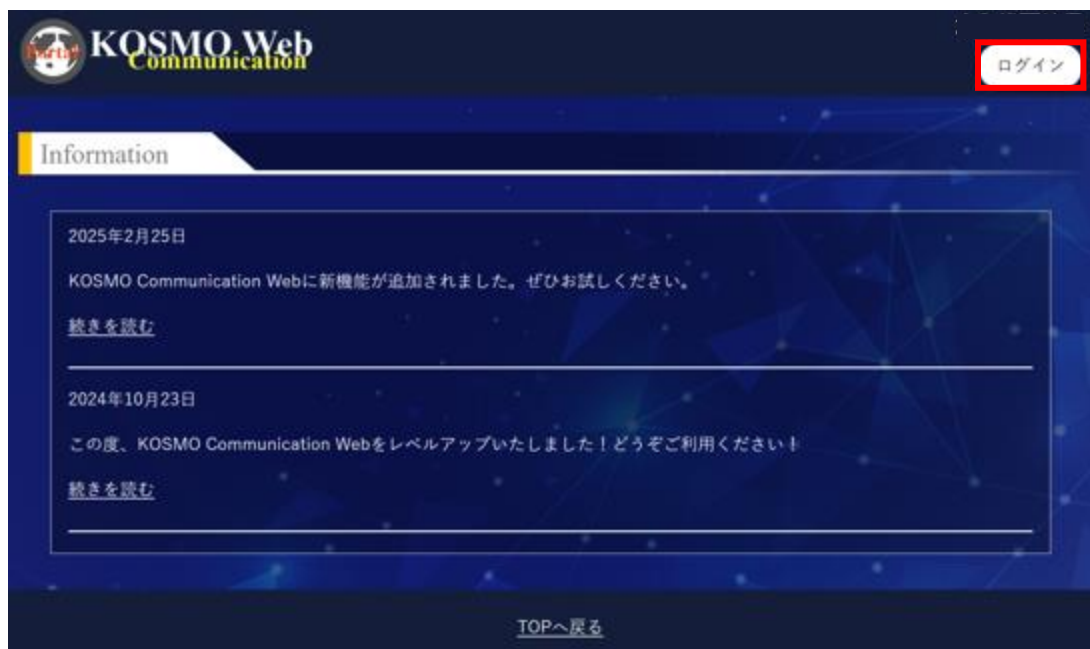 Portal
KOSMO Web
Communication
ログイン
Information
2025年2月25日
KOSMO Communication Webに新機能が追加されました。ぜひお試しください。
続きを読む
2024年10月23日
この度、KOSMO Communication Webをレベルアップいたしました！どうぞご利用ください！
続きを読む
TOPへ戻る